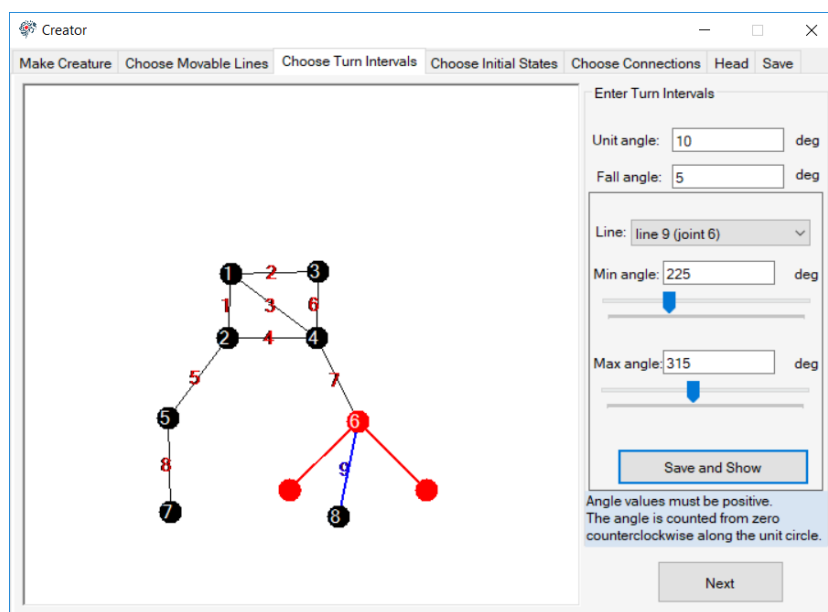 Creator
Make Creature Choose Movable Lines Choose Turn Intervals Choose Initial States Choose Connections Head Save
Enter Turn Intervals
Unit angle: 10 deg
Fall angle: 5 deg
Line: line 9 (joint 6)
Min angle: 225 deg
Max angle: 315 deg
Save and Show
Angle values must be positive.
The angle is counted from zero
counterclockwise along the unit circle.
Next
1 2 3
1 3 6
2 4 4
5 7
5 6
8 9
7 8